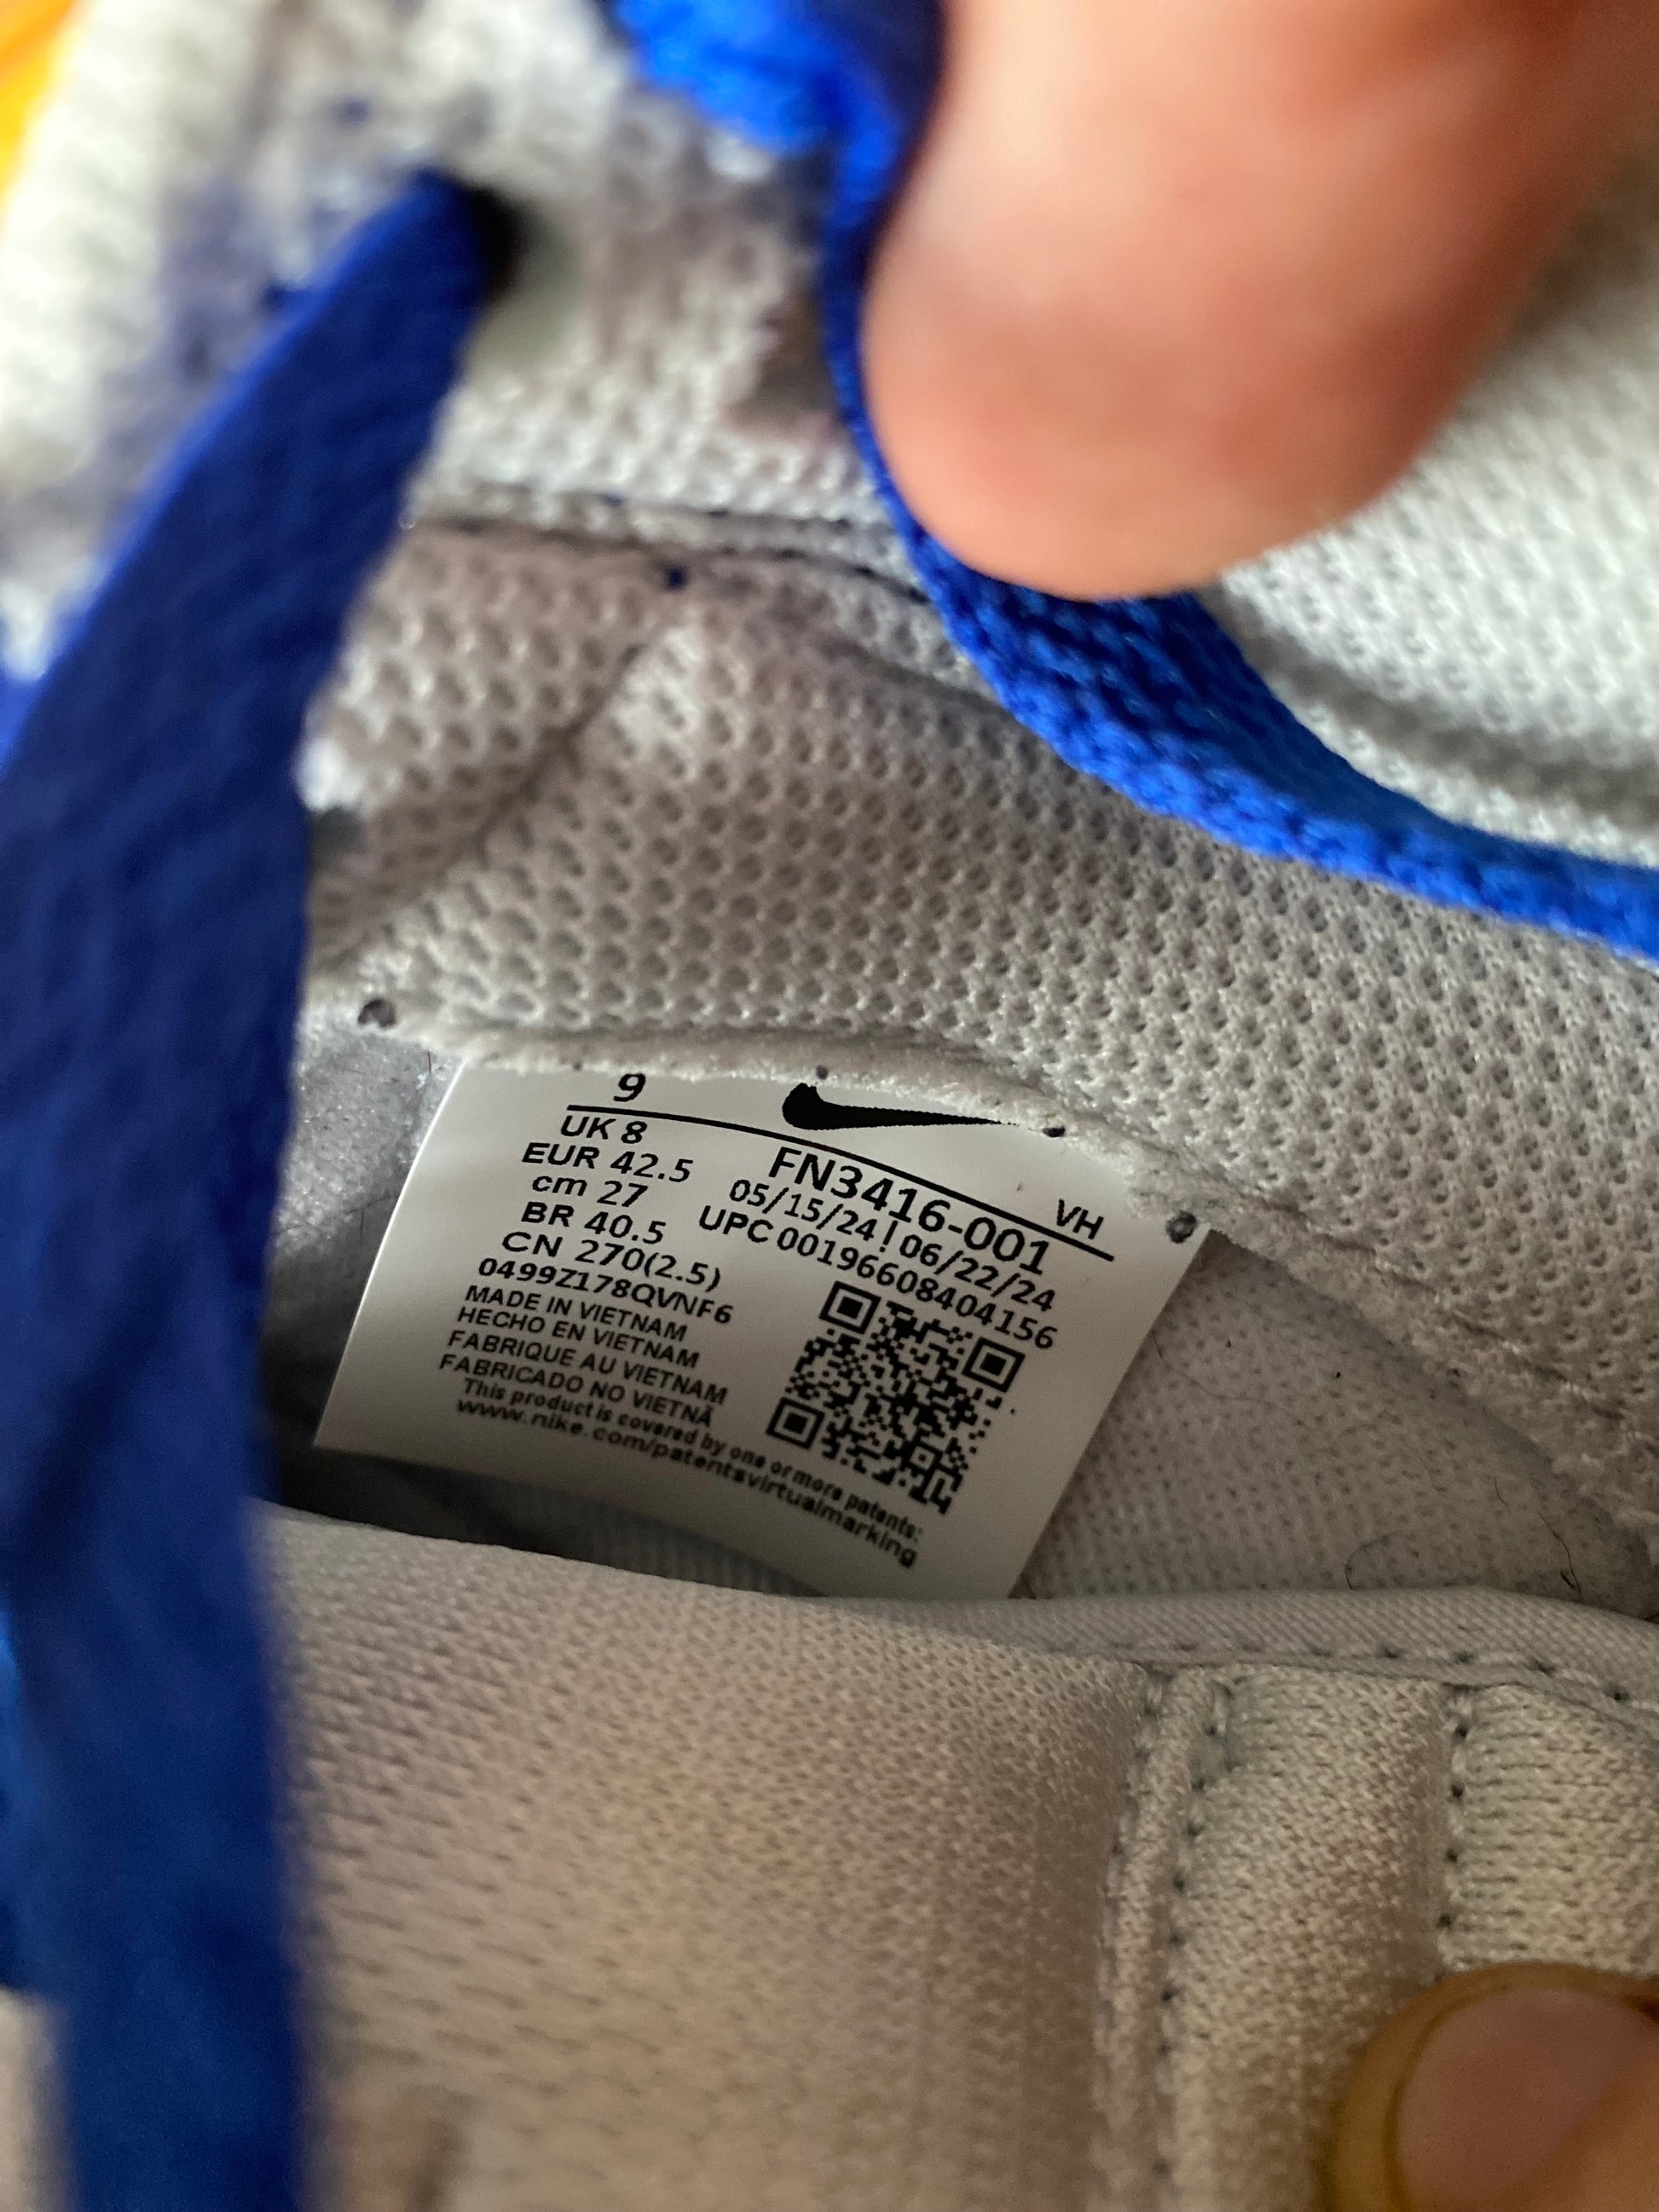 9
UK 8
EUR 42.5
cm 27
BR 40.5
CN 270(2.5)
0499Z178QVNF6
MADE IN VIETNAM
HECHO EN VIETNAM
FABRIQUE AU VIETNAM
FABRICADO NO VIETNÃ
This product is covered by one or more patents:
www.nike.com/patentsvirtualmarking
VH
FN3416-001
05/15/24 | 06/22/24
UPC 00196608404156